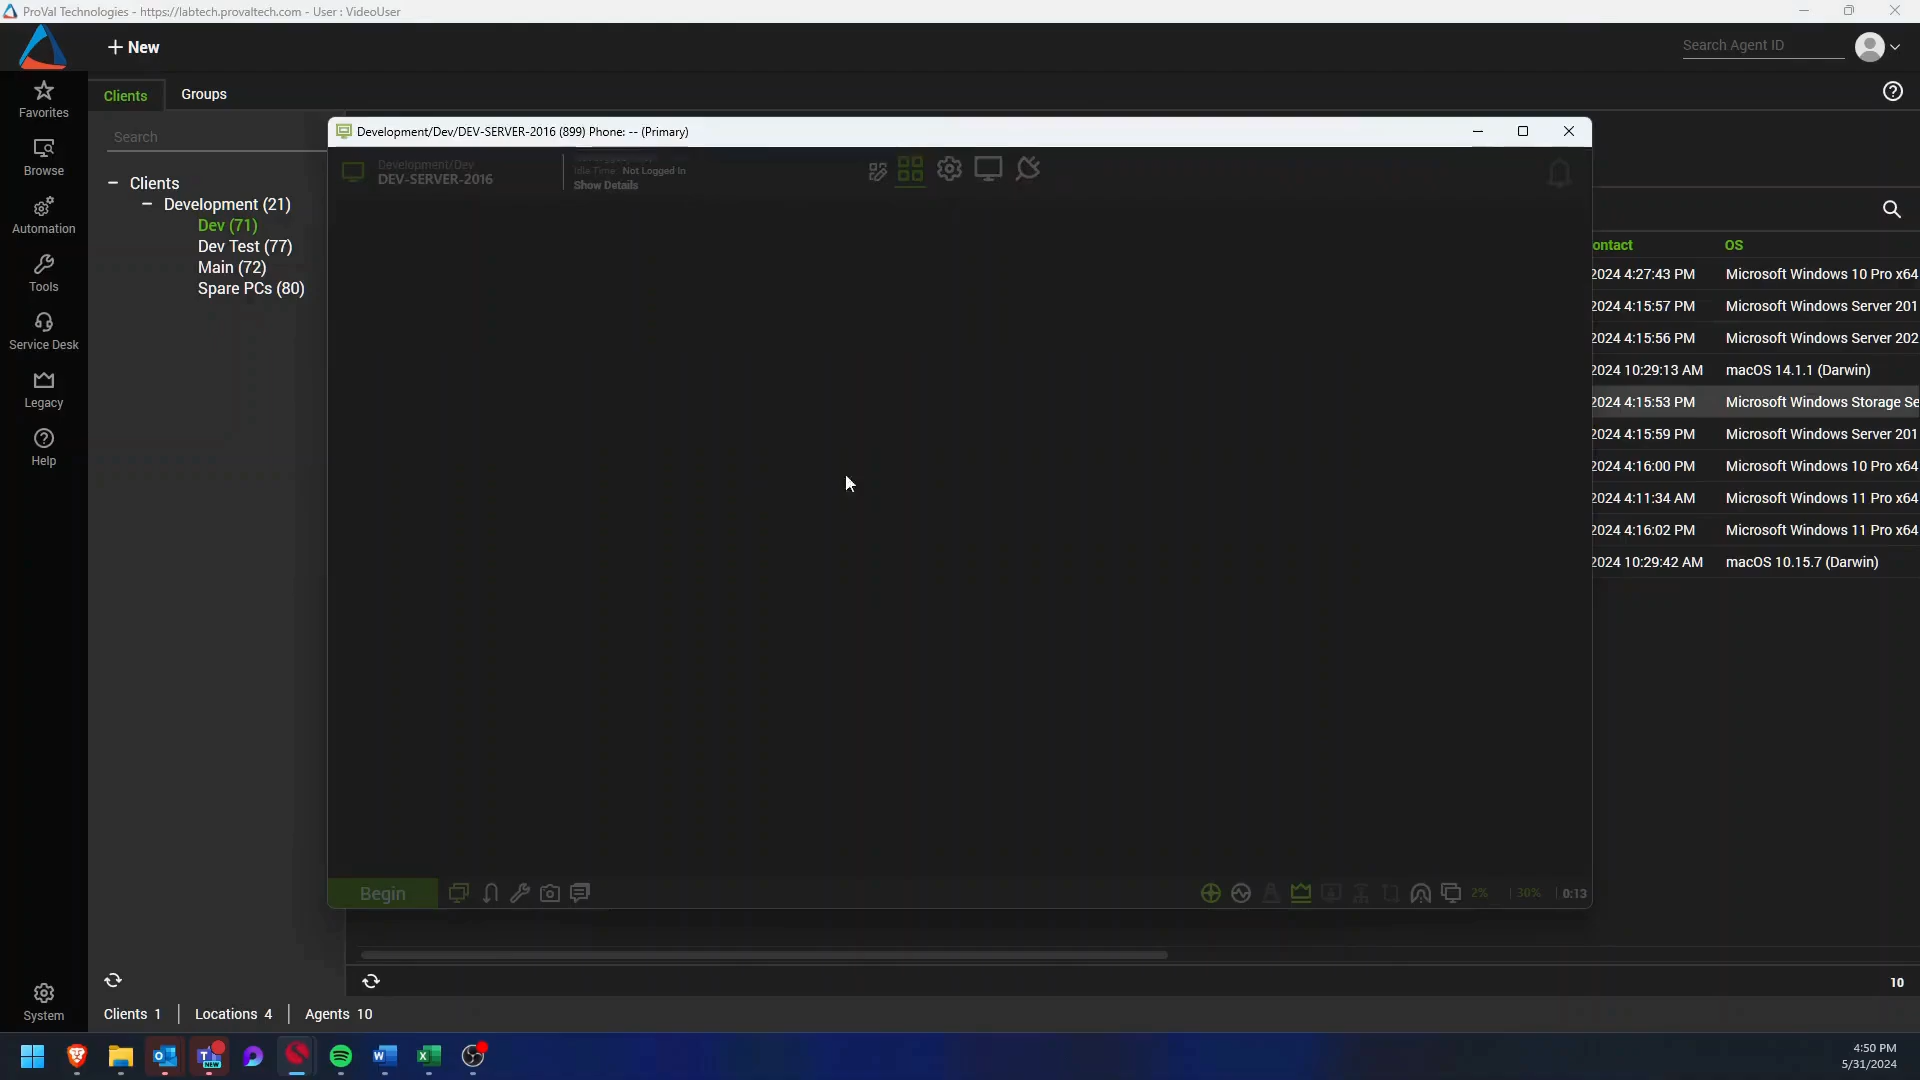 ProVal Technologies - https://labtech.provaltech.com - User : VideoUser
+ New
Search Agent ID
Favorites
Browse
Automation
Tools
Service Desk
Legacy
Help
System
Clients
Groups
Search
Clients
Development (21)
Dev (71)
Dev Test (77)
Main (72)
Spare PCs (80)
Development/Dev/DEV-SERVER-2016 (899) Phone: -- (Primary)
Development/Dev
DEV-SERVER-2016
Idle Time: Not Logged In
Show Details
Begin
2% | 30% | 0:13
ontact OS
2024 4:27:43 PM Microsoft Windows 10 Pro x64
2024 4:15:57 PM Microsoft Windows Server 201
2024 4:15:56 PM Microsoft Windows Server 202
2024 10:29:13 AM macOS 14.1.1 (Darwin)
2024 4:15:53 PM Microsoft Windows Storage Se
2024 4:15:59 PM Microsoft Windows Server 201
2024 4:16:00 PM Microsoft Windows 10 Pro x64
2024 4:11:34 AM Microsoft Windows 11 Pro x64
2024 4:16:02 PM Microsoft Windows 11 Pro x64
2024 10:29:42 AM macOS 10.15.7 (Darwin)
10
Clients 1 | Locations 4 | Agents 10
NEW
4:50 PM
5/31/2024